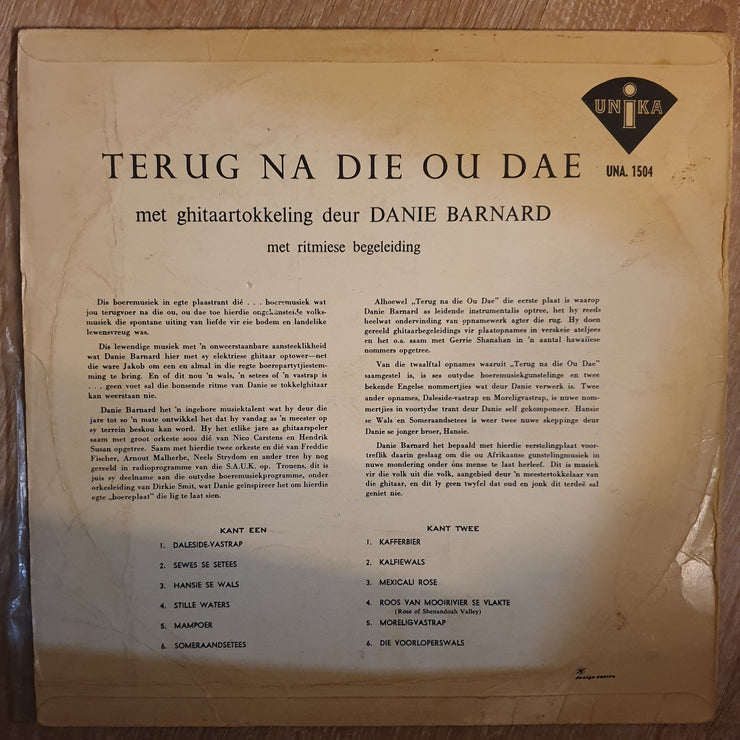 UNIKA
UNA. 1504
TERUG NA DIE OU DAE
met ghitaartokkeling deur DANIE BARNARD
met ritmiese begeleiding
Dis boeremusiek in egte plaastrant dié . . . boeremusiek wat
jou terugvoer na die ou, ou dae toe hierdie ongekunstelde volks-
musiek die spontane uiting van liefde vir eie bodem en landelike
lewensvreug was.
Dis lewendige musiek met 'n onweerstaanbare aansteeklikheid
wat Danie Barnard hier met sy elektriese ghitaar optower—net
die ware Jakob om een en almal in die regte boerepartytjiestem-
ming te bring. En of dit nou 'n wals, 'n setees of 'n vastrap is
. . . geen voet sal die bonsende ritme van Danie se tokkelghitaar
kan weerstaan nie.
Danie Barnard het 'n ingebore musiektalent wat hy deur die
jare tot so 'n mate ontwikkel het dat hy vandag as 'n meester op
sy terrein beskou kan word. Hy het etlike jare as ghitaarspeler
saam met groot orkeste soos dié van Nico Carstens en Hendrik
Susan opgetree. Saam met hierdie twee orkeste en dié van Freddie
Fischer, Arnout Malherbe, Neels Strydom en ander tree hy nog
gereeld in radioprogramme van die S.A.U.K. op. Trouens, dit is
juis sy deelname aan die outydse boeremusiekprogramme, onder
orkesleiding van Dirkie Smit, wat Danie geïnspireer het om hierdie
egte „boereplaat" die lig te laat sien.
Alhoewel „Terug na die Ou Dae" die eerste plaat is waarop
Danie Barnard as leidende instrumentalis optree, het hy reeds
heelwat ondervinding van opnamewerk agter die rug. Hy doen
gereeld ghitaarbegeleidings vir plaatopnames in verskeie ateljees
en het o.a. saam met Gerrie Shanahan in 'n aantal hawaiïese
nommers opgetree.
Van die twaalftal opnames waaruit „Terug na die Ou Dae"
saamgestel is, is ses outydse boeremusiekgunstelinge en twee
bekende Engelse nommertjies wat deur Danie verwerk is. Twee
ander opnames, Daleside-vastrap en Moreligvastrap, is nuwe nom-
mertjies in voortydse trant deur Danie self gekomponeer. Hansie
se Wals en Someraandsetees is weer twee nuwe skeppinge deur
Danie se jonger broer, Hansie.
Danie Barnard het bepaald met hierdie eerstelingplaat voor-
treflik daarin geslaag om die ou Afrikaanse gunstelingmusiek in
nuwe mondering onder óns mense te laat herleef. Dit is musiek
vir die volk uit die volk, aangebied deur 'n meestertokkelaar van
die ghitaar, en dit ly geen twyfel dat oud en jonk dit terdeë sal
geniet nie.
KANT EEN
1. DALESIDE-VASTRAP
2. SEWES SE SETEES
3. HANSIE SE WALS
4. STILLE WATERS
5. MAMPOER
6. SOMERAANDSETEES
KANT TWEE
1. KAFFERBIER
2. KALFIEWALS
3. MEXICALI ROSE
4. ROOS VAN MOOIRIVIER SE VLAKTE
(Rose of Shenandoah Valley)
5. MORELIGVASTRAP
6. DIE VOORLOPERSWALS